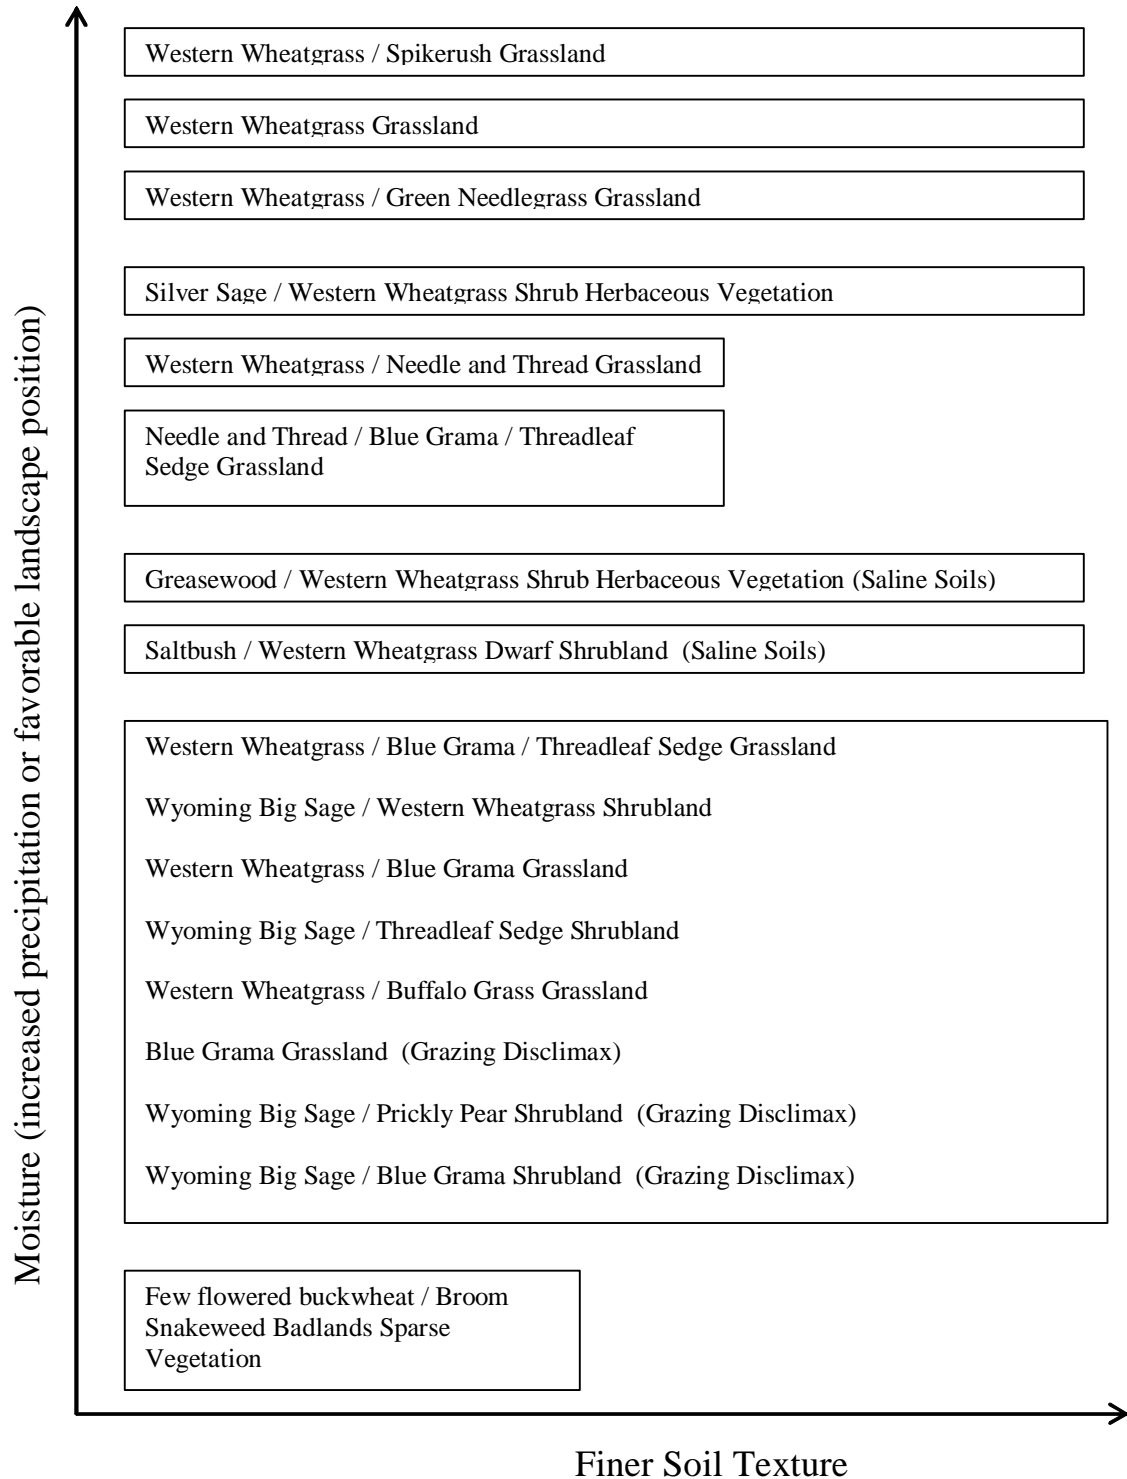 Western Wheatgrass / Spikerush Grassland
Western Wheatgrass Grassland
Western Wheatgrass / Green Needlegrass Grassland
Silver Sage / Western Wheatgrass Shrub Herbaceous Vegetation
Western Wheatgrass / Needle and Thread Grassland
Needle and Thread / Blue Grama / Threadleaf
Sedge Grassland
Greasewood / Western Wheatgrass Shrub Herbaceous Vegetation (Saline Soils)
Saltbush / Western Wheatgrass Dwarf Shrubland (Saline Soils)
Western Wheatgrass / Blue Grama / Threadleaf Sedge Grassland
Wyoming Big Sage / Western Wheatgrass Shrubland
Western Wheatgrass / Blue Grama Grassland
Wyoming Big Sage / Threadleaf Sedge Shrubland
Western Wheatgrass / Buffalo Grass Grassland
Blue Grama Grassland (Grazing Disclimax)
Wyoming Big Sage / Prickly Pear Shrubland (Grazing Disclimax)
Wyoming Big Sage / Blue Grama Shrubland (Grazing Disclimax)
Few flowered buckwheat / Broom
Snakeweed Badlands Sparse
Vegetation
Moisture (increased precipitation or favorable landscape position)
Finer Soil Texture